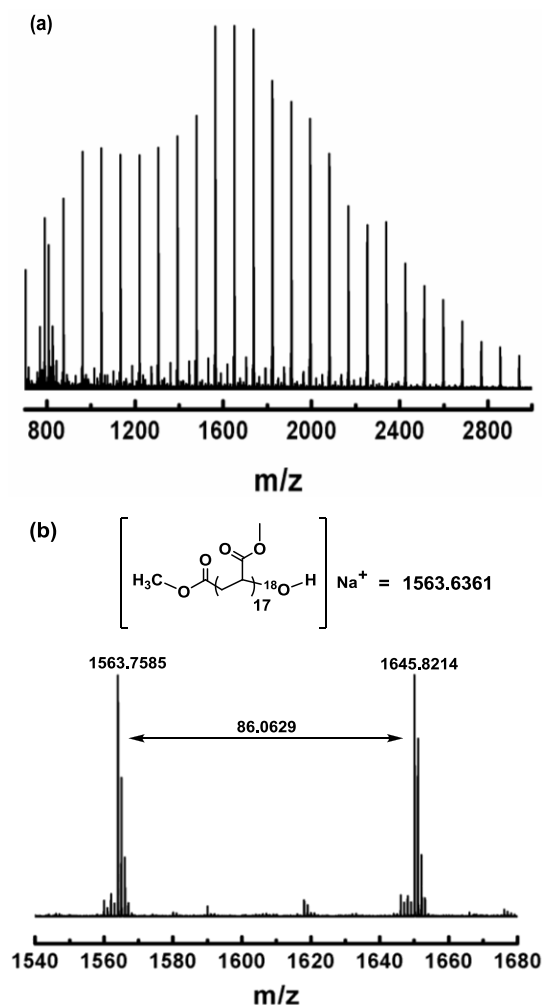 (a)
800 1200 1600 2000 2400 2800
m/z
(b)
O
O O
H₃C O 18O H Na⁺ = 1563.6361
17
1563.7585 1645.8214
86.0629
1540 1560 1580 1600 1620 1640 1660 1680
m/z